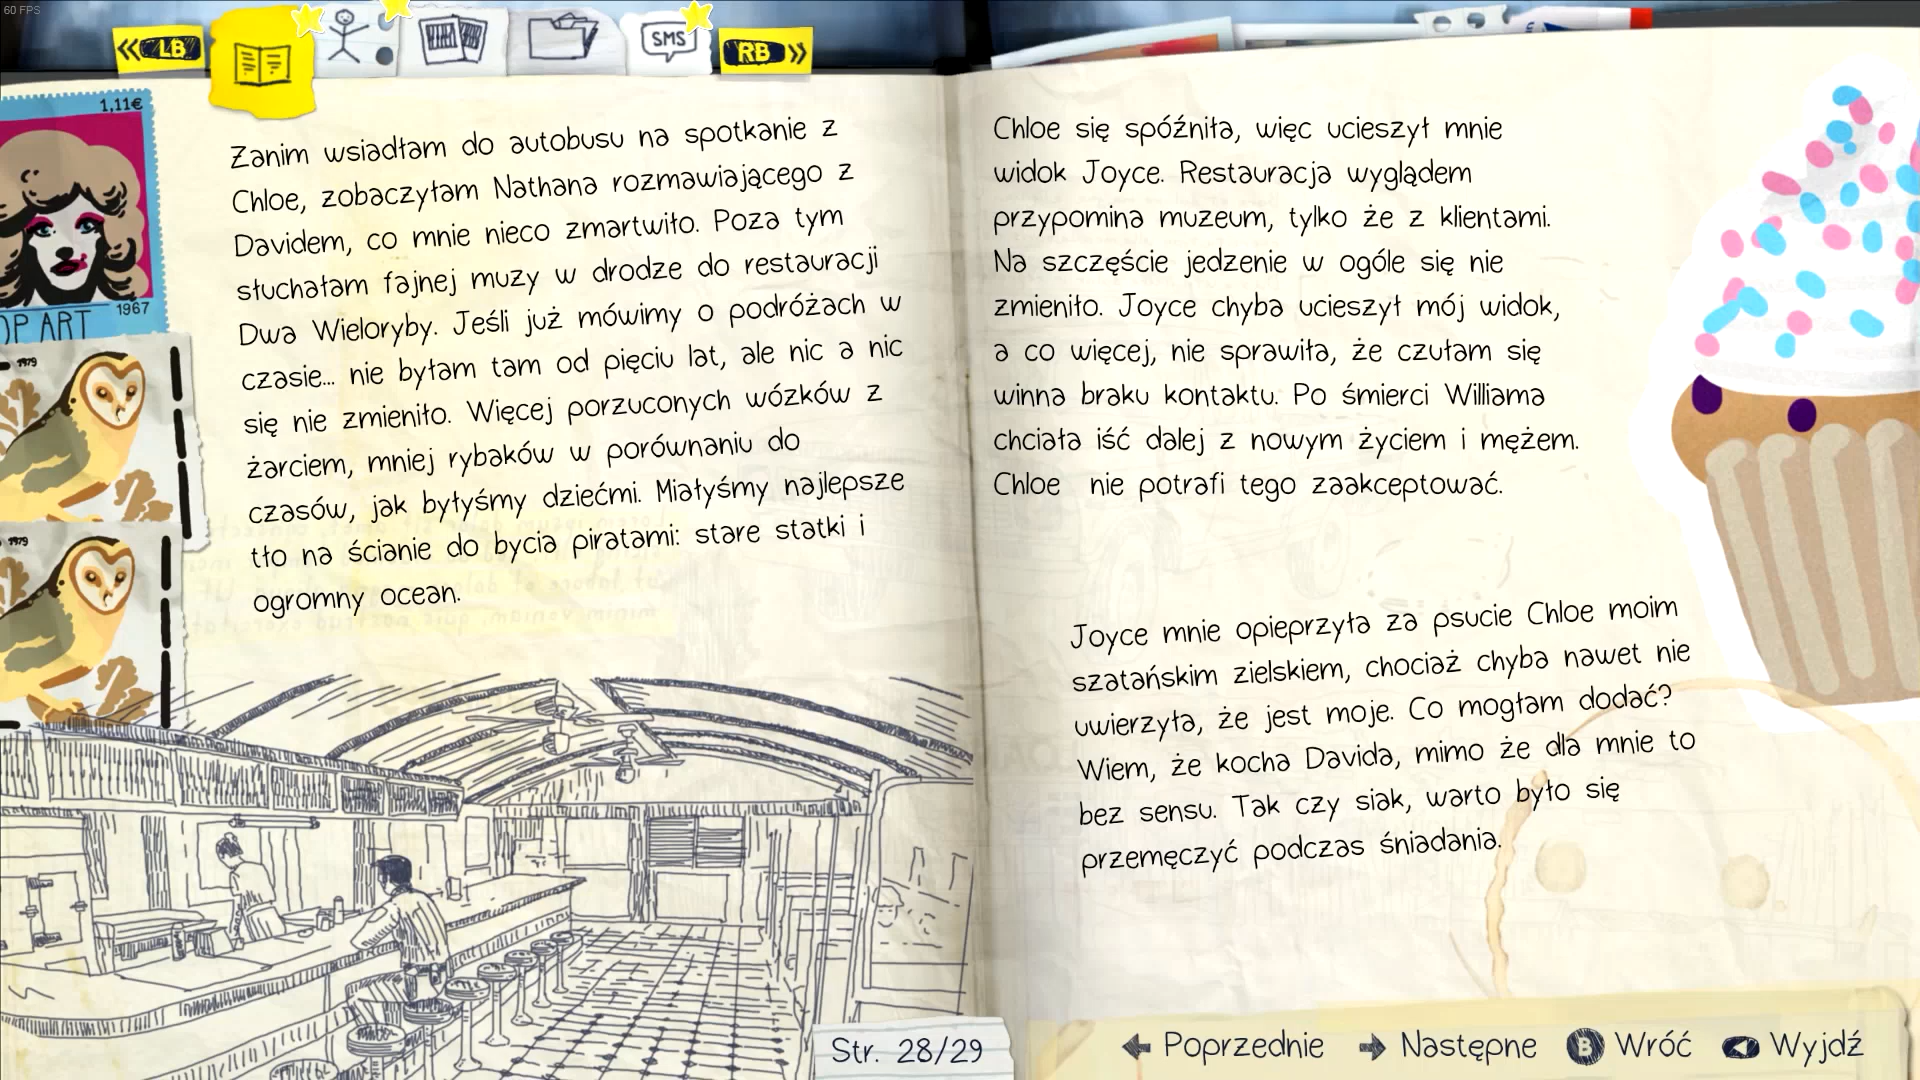 60 FPS
LB
SMS
RB
1,11€
1967
OP ART
1979
1979
Zanim wsiadłam do autobusu na spotkanie z
Chloe, zobaczyłam Nathana rozmawiającego z
Davidem, co mnie nieco zmartwiło. Poza tym
słuchałam fajnej muzy w drodze do restauracji
Dwa Wieloryby. Jeśli już mówimy o podróżach w
czasie... nie byłam tam od pięciu lat, ale nic a nic
się nie zmieniło. Więcej porzuconych wózków z
żarciem, mniej rybaków w porównaniu do
czasów, jak byłyśmy dziećmi. Miałyśmy najlepsze
tło na ścianie do bycia piratami: stare statki i
ogromny ocean.
Chloe się spóźniła, więc ucieszył mnie
widok Joyce. Restauracja wyglądem
przypomina muzeum, tylko że z klientami.
Na szczęście jedzenie w ogóle się nie
zmieniło. Joyce chyba ucieszył mój widok,
a co więcej, nie sprawiła, że czułam się
winna braku kontaktu. Po śmierci Williama
chciała iść dalej z nowym życiem i mężem.
Chloe nie potrafi tego zaakceptować.
Joyce mnie opieprzyła za psucie Chloe moim
szatańskim zielskiem, chociaż chyba nawet nie
uwierzyła, że jest moje. Co mogłam dodać?
Wiem, że kocha Davida, mimo że dla mnie to
bez sensu. Tak czy siak, warto było się
przemęczyć podczas śniadania.
Str. 28/29
Poprzednie
Następne
B Wróć
Wyjdź